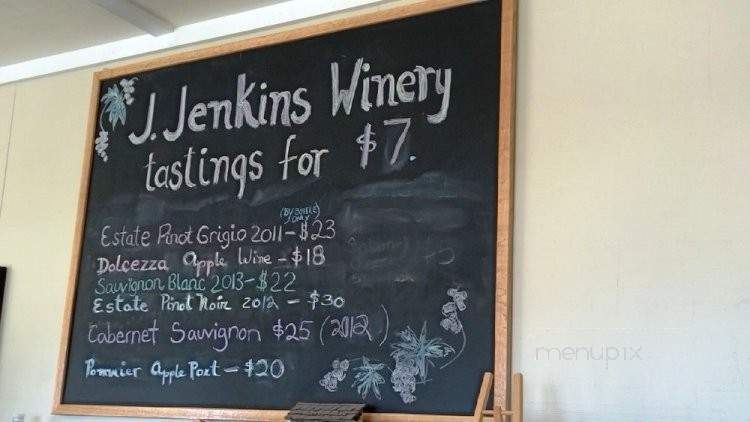 J. Jenkins Winery
tastings for $7.
(BY BOTTLE
ONLY)
Estate Pinot Grigio 2011 - $23
Dolcezza Apple Wine - $18
Sauvignon Blanc 2013 - $22
Estate Pinot Noir 2012 - $30
Cabernet Sauvignon $25 (2012)
Pommier Apple Port - $20
menupix